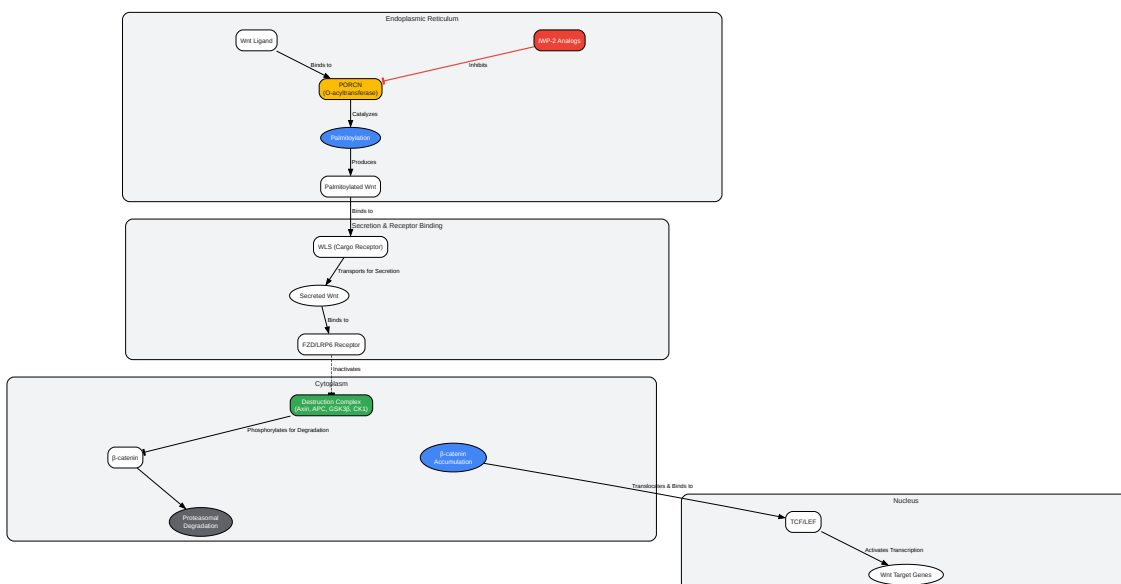 Endoplasmic Reticulum
Wnt Ligand
IWP-2 Analogs
Binds to
Inhibits
PORCN
(O-acyltransferase)
Catalyzes
Palmitoylation
Produces
Palmitoylated Wnt
Binds to
Secretion & Receptor Binding
WLS (Cargo Receptor)
Transports for Secretion
Secreted Wnt
Binds to
FZD/LRP6 Receptor
Inactivates
Cytoplasm
Destruction Complex
(Axin, APC, GSK3β, CK1)
Phosphorylates for Degradation
β-catenin
β-catenin
Accumulation
Translocates & Binds to
Nucleus
Proteasomal
Degradation
TCF/LEF
Activates Transcription
Wnt Target Genes